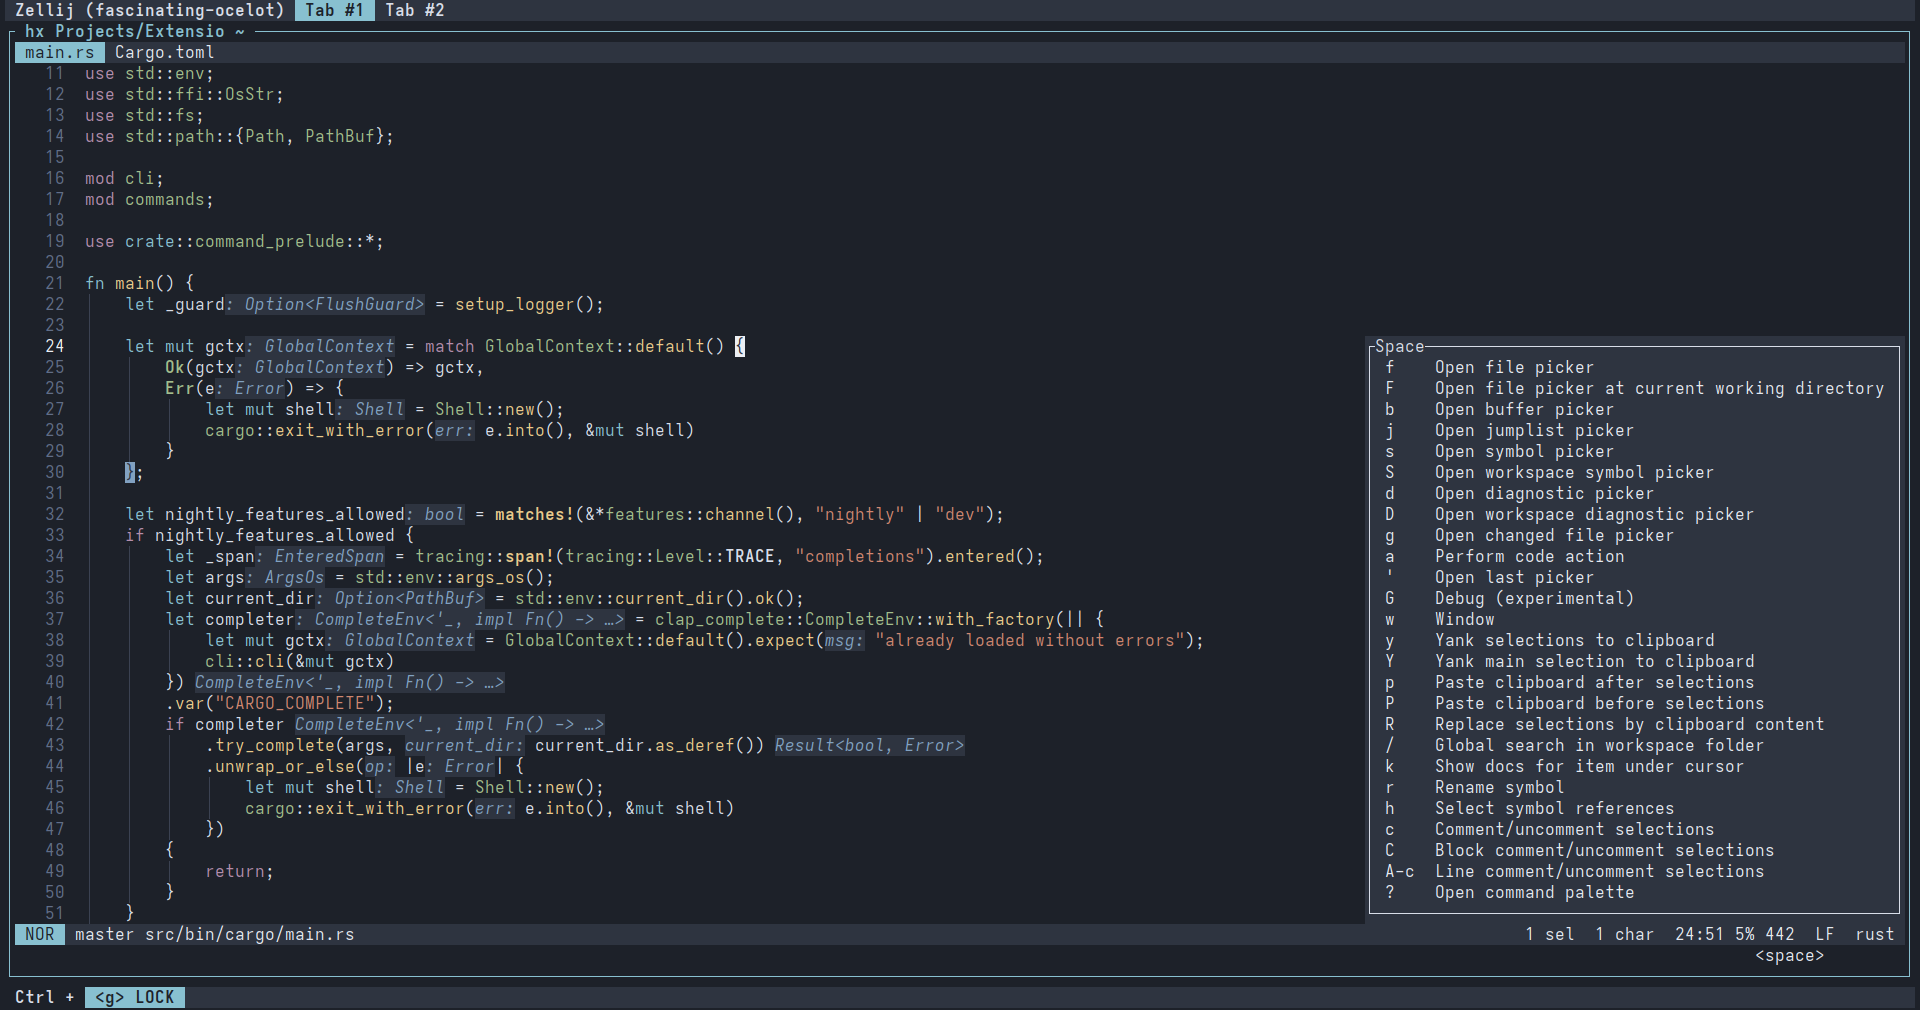 Zellij (fascinating-ocelot) Tab #1 Tab #2
hx Projects/Extensio ~
main.rs Cargo.toml
11 use std::env;
12 use std::ffi::OsStr;
13 use std::fs;
14 use std::path::{Path, PathBuf};
15
16 mod cli;
17 mod commands;
18
19 use crate::command_prelude::*;
20
21 fn main() {
22 let _guard: Option<FlushGuard> = setup_logger();
23
24 let mut gctx: GlobalContext = match GlobalContext::default() {
25 Ok(gctx: GlobalContext) => gctx,
26 Err(e: Error) => {
27 let mut shell: Shell = Shell::new();
28 cargo::exit_with_error(err: e.into(), &mut shell)
29 }
30 };
31
32 let nightly_features_allowed: bool = matches!(&*features::channel(), "nightly" | "dev");
33 if nightly_features_allowed {
34 let _span: EnteredSpan = tracing::span!(tracing::Level::TRACE, "completions").entered();
35 let args: ArgsOs = std::env::args_os();
36 let current_dir: Option<PathBuf> = std::env::current_dir().ok();
37 let completer: CompleteEnv<'_, impl Fn() -> …> = clap_complete::CompleteEnv::with_factory(|| {
38 let mut gctx: GlobalContext = GlobalContext::default().expect(msg: "already loaded without errors");
39 cli::cli(&mut gctx)
40 }) CompleteEnv<'_, impl Fn() -> …>
41 .var("CARGO_COMPLETE");
42 if completer CompleteEnv<'_, impl Fn() -> …>
43 .try_complete(args, current_dir: current_dir.as_deref()) Result<bool, Error>
44 .unwrap_or_else(op: |e: Error| {
45 let mut shell: Shell = Shell::new();
46 cargo::exit_with_error(err: e.into(), &mut shell)
47 })
48 {
49 return;
50 }
51 }
Space
f Open file picker
F Open file picker at current working directory
b Open buffer picker
j Open jumplist picker
s Open symbol picker
S Open workspace symbol picker
d Open diagnostic picker
D Open workspace diagnostic picker
g Open changed file picker
a Perform code action
' Open last picker
G Debug (experimental)
w Window
y Yank selections to clipboard
Y Yank main selection to clipboard
p Paste clipboard after selections
P Paste clipboard before selections
R Replace selections by clipboard content
/ Global search in workspace folder
k Show docs for item under cursor
r Rename symbol
h Select symbol references
c Comment/uncomment selections
C Block comment/uncomment selections
A-c Line comment/uncomment selections
? Open command palette
NOR master src/bin/cargo/main.rs 1 sel 1 char 24:51 5% 442 LF rust
<space>
Ctrl + <g> LOCK